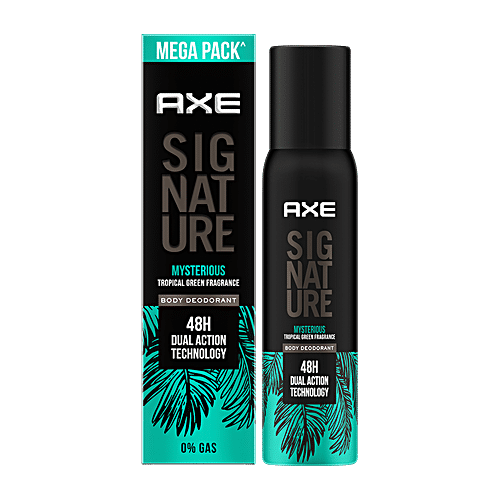 MEGA PACK^
AXE
SIG
NAT
URE
MYSTERIOUS
TROPICAL GREEN FRAGRANCE
BODY DEODORANT
48H
DUAL ACTION
TECHNOLOGY
0% GAS
AXE
SIG
NAT
URE
MYSTERIOUS
TROPICAL GREEN FRAGRANCE
BODY DEODORANT
48H
DUAL ACTION
TECHNOLOGY